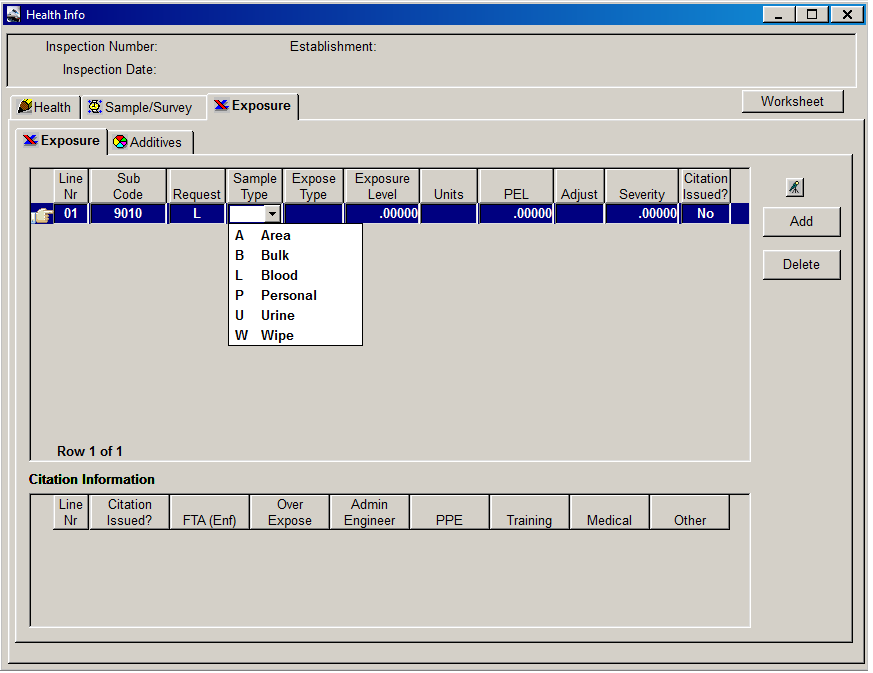 Health Info
Inspection Number: Establishment:
Inspection Date:
Health Sample/Survey Exposure Worksheet
Exposure Additives
Line Nr Sub Code Request Sample Type Expose Type Exposure Level Units PEL Adjust Severity Citation Issued?
01 9010 L .00000 .00000 .00000 No
Add
Delete
A Area
B Bulk
L Blood
P Personal
U Urine
W Wipe
Row 1 of 1
Citation Information
Line Nr Citation Issued? FTA (Enf) Over Expose Admin Engineer PPE Training Medical Other